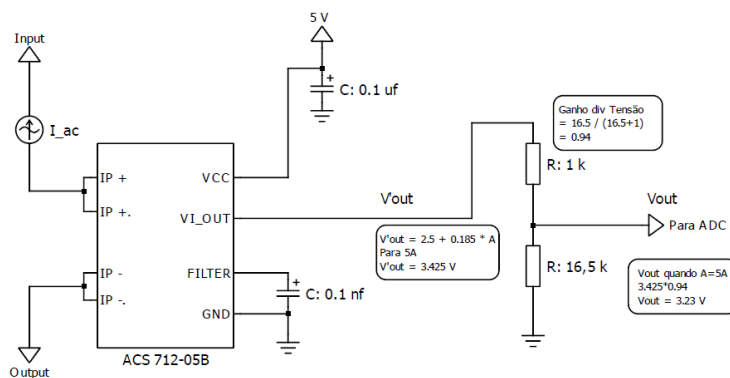 5 V
Input
+
C: 0.1 uf
I_ac
Ganho div Tensão
= 16.5 / (16.5+1)
= 0.94
IP +
VCC
R: 1 k
IP +.
VI_OUT
V'out
Vout
Para ADC
V'out = 2.5 + 0.185 * A
Para 5A
V'out = 3.425 V
IP -
FILTER
+
R: 16,5 k
Vout quando A=5A
3.425*0.94
Vout = 3.23 V
IP -.
C: 0.1 nf
GND
ACS 712-05B
Output